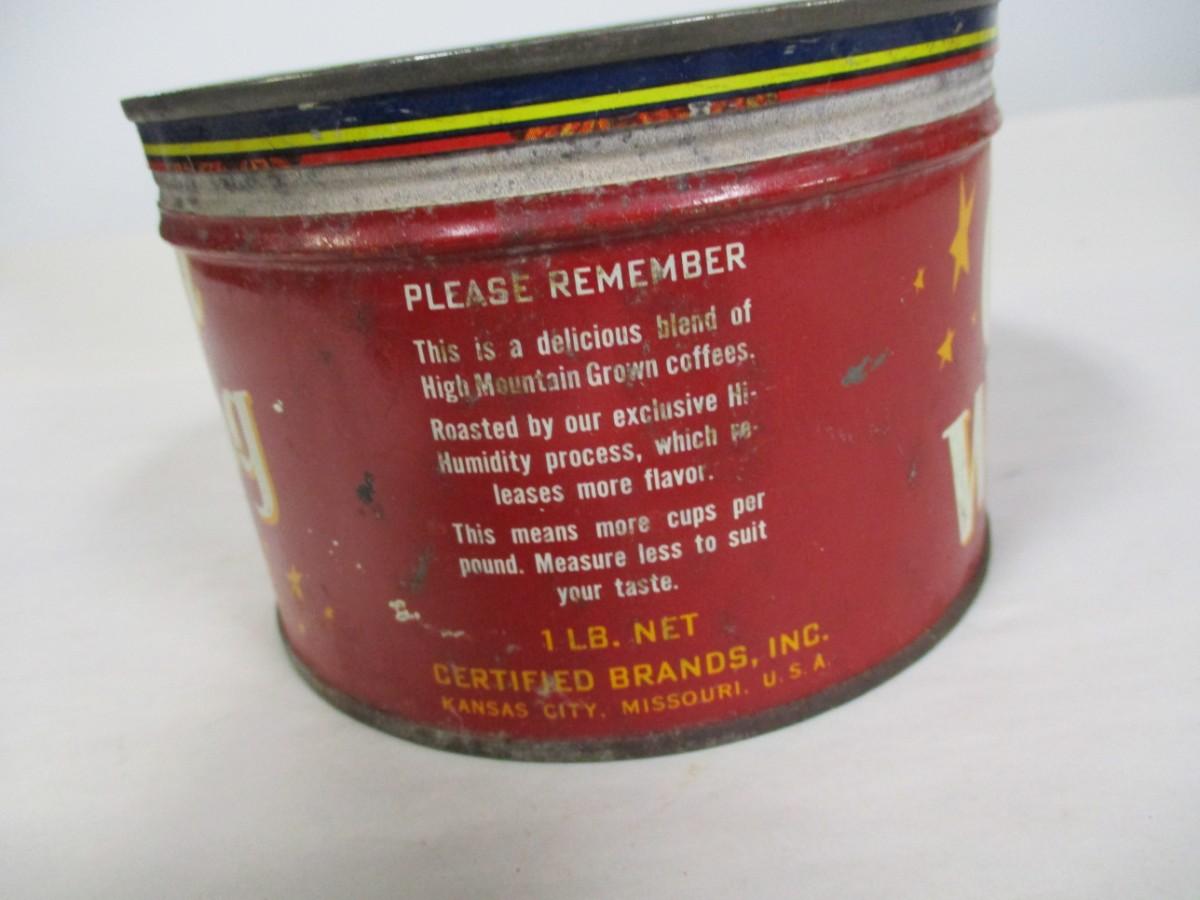 PLEASE REMEMBER
This is a delicious blend of
High Mountain Grown coffees.
Roasted by our exclusive Hi-
Humidity process, which re-
leases more flavor.
This means more cups per
pound. Measure less to suit
your taste.
1 LB. NET
CERTIFIED BRANDS, INC.
KANSAS CITY, MISSOURI, U.S.A.